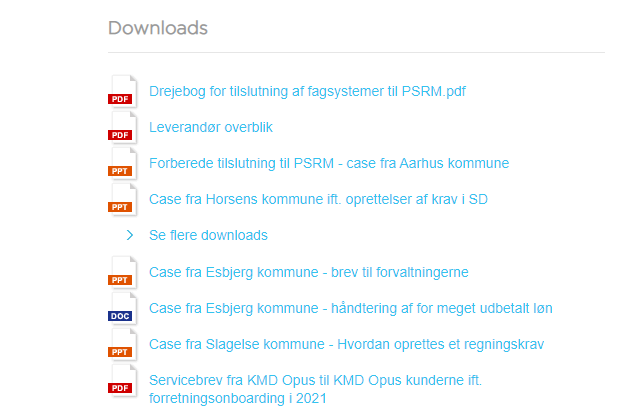 Downloads
PDF
Drejebog for tilslutning af fagsystemer til PSRM.pdf
PDF
Leverandør overblik
PPT
Forberede tilslutning til PSRM - case fra Aarhus kommune
PPT
Case fra Horsens kommune ift. oprettelser af krav i SD
Se flere downloads
PPT
Case fra Esbjerg kommune - brev til forvaltningerne
DOC
Case fra Esbjerg kommune - håndtering af for meget udbetalt løn
PPT
Case fra Slagelse kommune - Hvordan oprettes et regningskrav
PDF
Servicebrev fra KMD Opus til KMD Opus kunderne ift.
forretningsonboarding i 2021